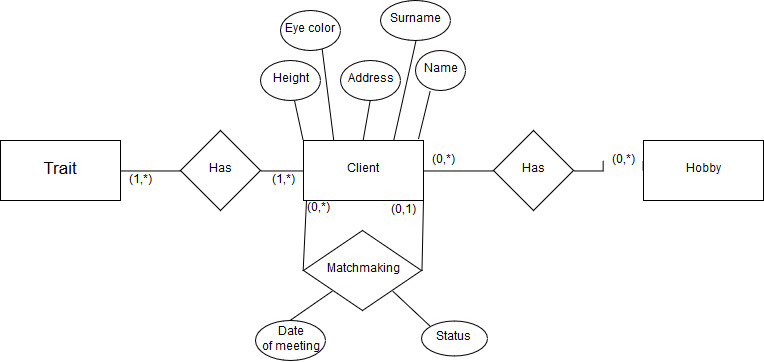 Surname
Eye color
Height
Address
Name
Trait
Has
Client
Has
Hobby
(1,*)
(1,*)
(0,*)
(0,*)
(0,*)
(0,1)
Matchmaking
Date
of meeting
Status